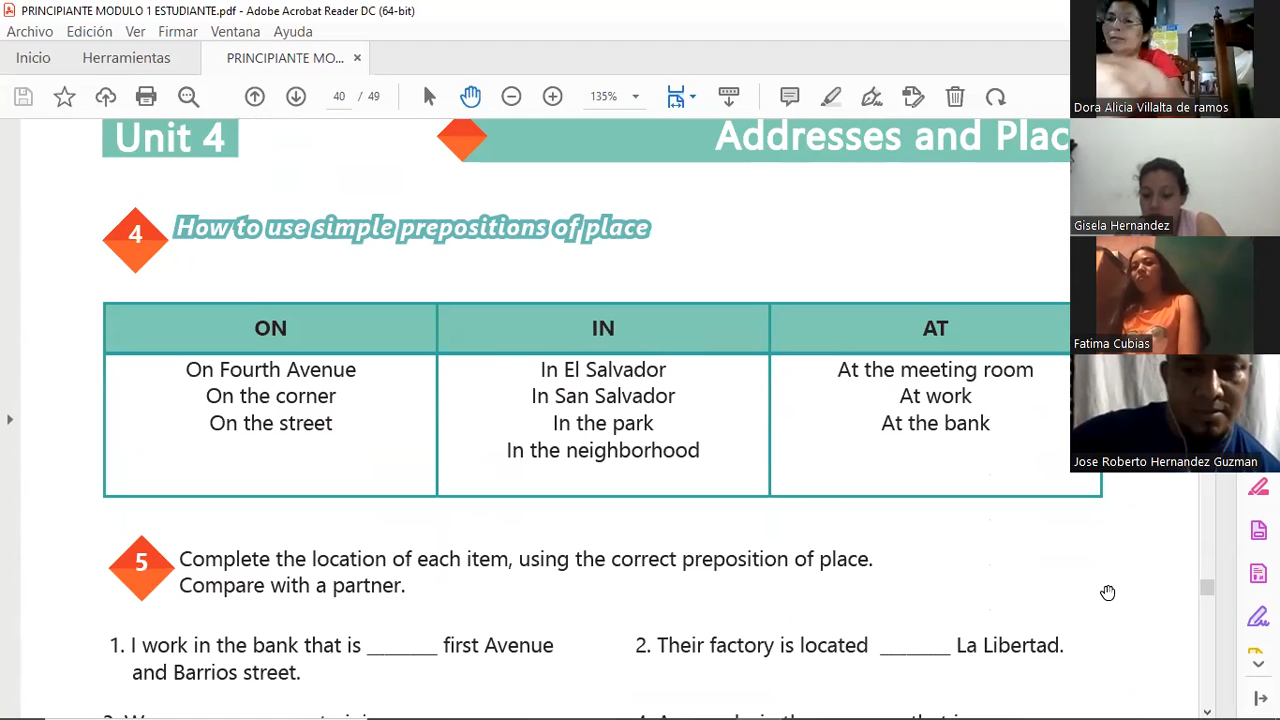 PRINCIPIANTE MODULO 1 ESTUDIANTE.pdf - Adobe Acrobat Reader DC (64-bit)
Archivo Edición Ver Firmar Ventana Ayuda
Inicio Herramientas PRINCIPIANTE MO... ×
40 / 49 135%
Unit 4 Addresses and Plac
4 How to use simple prepositions of place
ON IN AT
On Fourth Avenue In El Salvador At the meeting room
On the corner In San Salvador At work
On the street In the park At the bank
In the neighborhood
5 Complete the location of each item, using the correct preposition of place.
Compare with a partner.
1. I work in the bank that is _______ first Avenue
and Barrios street.
2. Their factory is located _______ La Libertad.
Dora Alicia Villalta de ramos
Gisela Hernandez
Fatima Cubias
Jose Roberto Hernandez Guzman